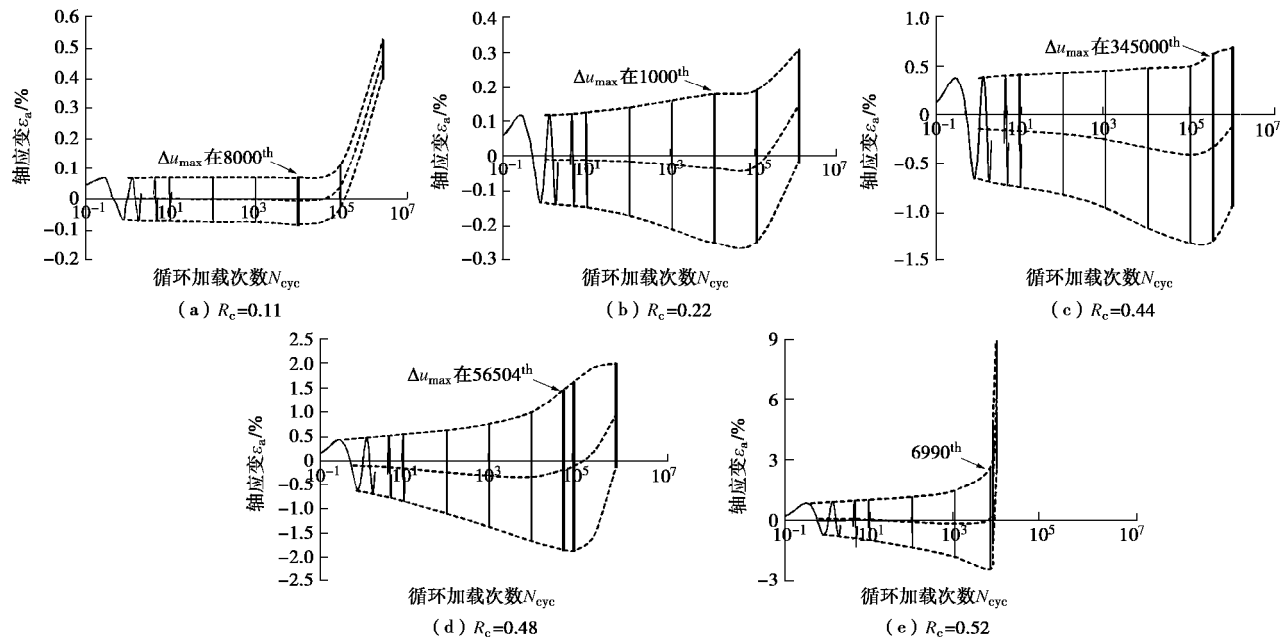 0.6
0.5
0.4
0.3
0.2
0.1
0
−0.1
−0.2
轴应变εa/%
Δumax在8000th
10−1 101 103 105 107
循环加载次数Ncyc
（a）Rc=0.11
0.4
0.3
0.2
0.1
0
−0.1
−0.2
−0.3
轴应变εa/%
Δumax在1000th
10−1 101 103 105 107
循环加载次数Ncyc
（b）Rc=0.22
1.0
0.5
0
−0.5
−1.0
−1.5
轴应变εa/%
Δumax在345000th
10−1 101 103 105 107
循环加载次数Ncyc
（c）Rc=0.44
2.5
2.0
1.5
1.0
0.5
0
−0.5
−1.0
−1.5
−2.0
−2.5
轴应变εa/%
Δumax在56504th
10−1 101 103 105 107
循环加载次数Ncyc
（d）Rc=0.48
9
6
3
0
−3
轴应变εa/%
6990th
10−1 101 103 105 107
循环加载次数Ncyc
（e）Rc=0.52